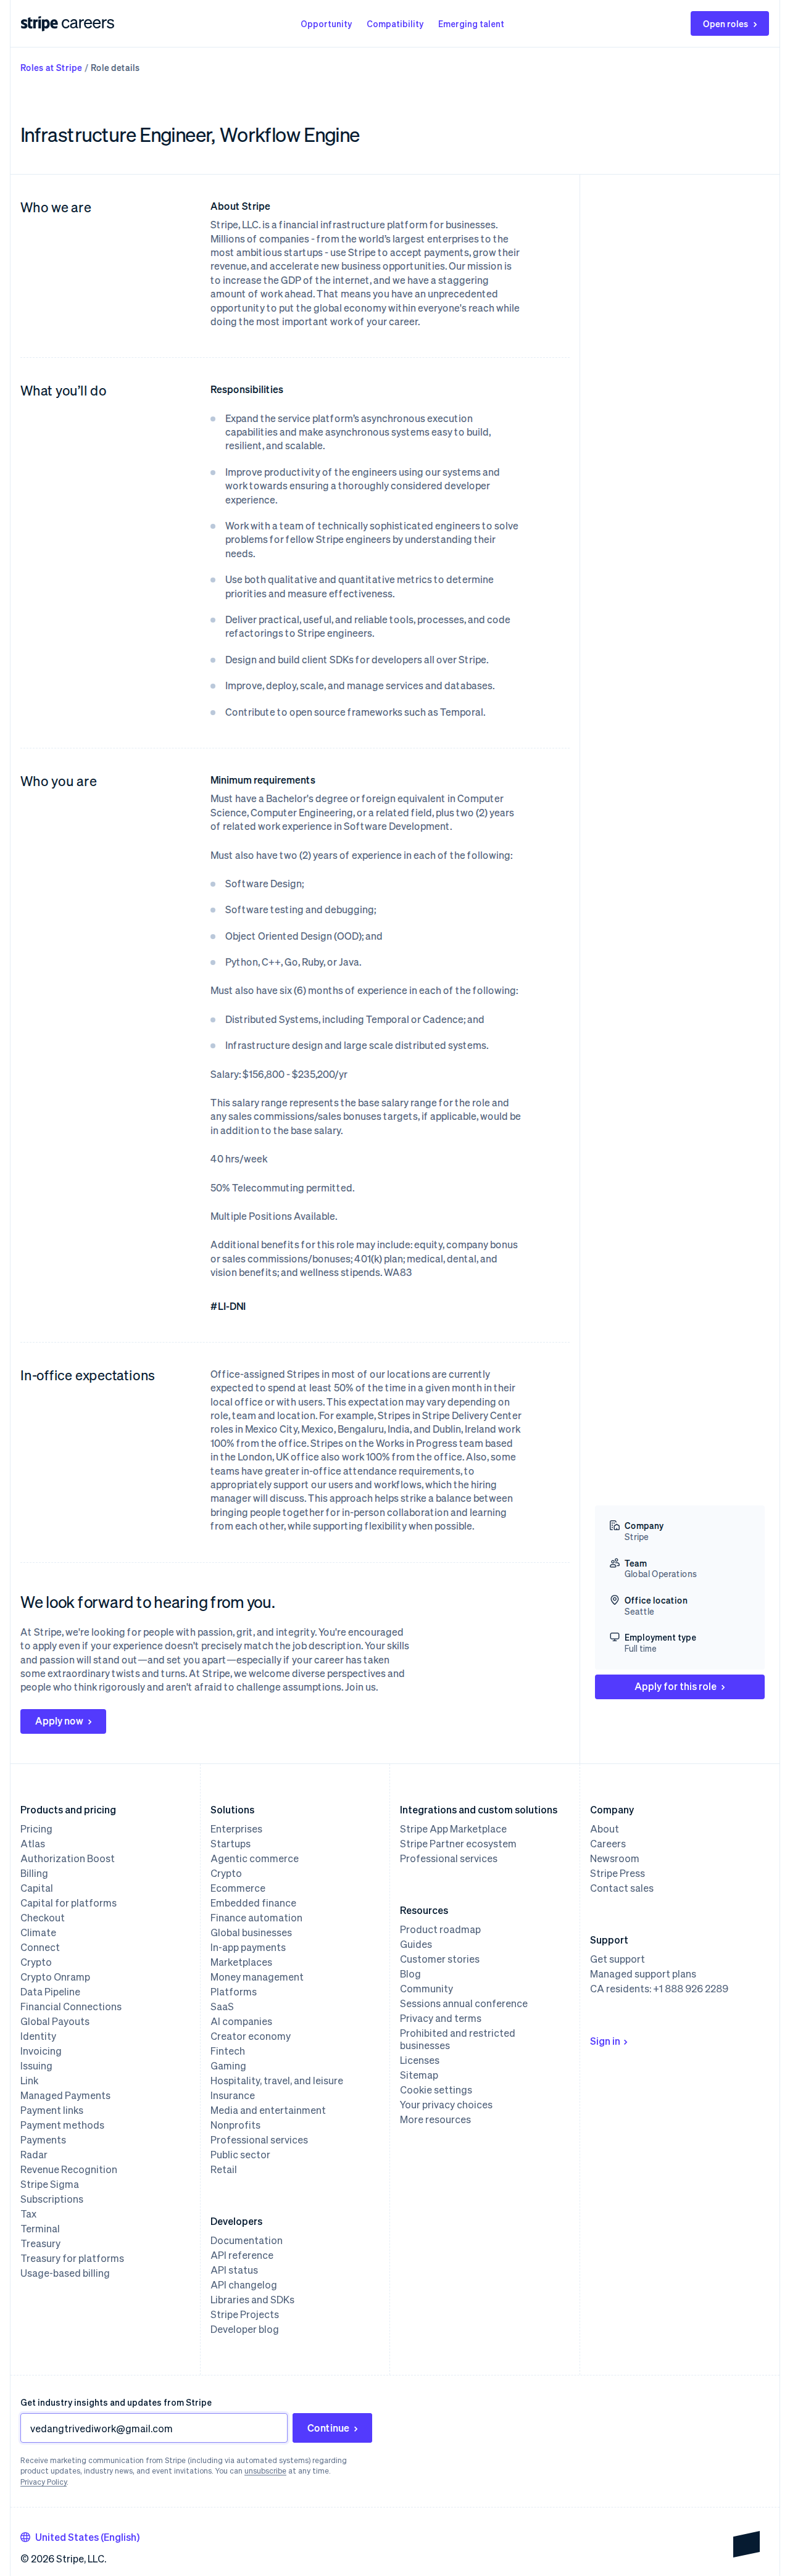 stripe careers
Opportunity
Compatibility
Emerging talent
Open roles
Roles at Stripe / Role details
Infrastructure Engineer, Workflow Engine
Who we are
About Stripe
Stripe, LLC. is a financial infrastructure platform for businesses.
Millions of companies - from the world’s largest enterprises to the
most ambitious startups - use Stripe to accept payments, grow their
revenue, and accelerate new business opportunities. Our mission is
to increase the GDP of the internet, and we have a staggering
amount of work ahead. That means you have an unprecedented
opportunity to put the global economy within everyone's reach while
doing the most important work of your career.
What you’ll do
Responsibilities
Expand the service platform’s asynchronous execution
capabilities and make asynchronous systems easy to build,
resilient, and scalable.
Improve productivity of the engineers using our systems and
work towards ensuring a thoroughly considered developer
experience.
Work with a team of technically sophisticated engineers to solve
problems for fellow Stripe engineers by understanding their
needs.
Use both qualitative and quantitative metrics to determine
priorities and measure effectiveness.
Deliver practical, useful, and reliable tools, processes, and code
refactorings to Stripe engineers.
Design and build client SDKs for developers all over Stripe.
Improve, deploy, scale, and manage services and databases.
Contribute to open source frameworks such as Temporal.
Who you are
Minimum requirements
Must have a Bachelor's degree or foreign equivalent in Computer
Science, Computer Engineering, or a related field, plus two (2) years
of related work experience in Software Development.
Must also have two (2) years of experience in each of the following:
Software Design;
Software testing and debugging;
Object Oriented Design (OOD); and
Python, C++, Go, Ruby, or Java.
Must also have six (6) months of experience in each of the following:
Distributed Systems, including Temporal or Cadence; and
Infrastructure design and large scale distributed systems.
Salary: $156,800 - $235,200/yr
This salary range represents the base salary range for the role and
any sales commissions/sales bonuses targets, if applicable, would be
in addition to the base salary.
40 hrs/week
50% Telecommuting permitted.
Multiple Positions Available.
Additional benefits for this role may include: equity, company bonus
or sales commissions/bonuses; 401(k) plan; medical, dental, and
vision benefits; and wellness stipends. WA83
#LI-DNI
In-office expectations
Office-assigned Stripes in most of our locations are currently
expected to spend at least 50% of the time in a given month in their
local office or with users. This expectation may vary depending on
role, team and location. For example, Stripes in Stripe Delivery Center
roles in Mexico City, Mexico, Bengaluru, India, and Dublin, Ireland work
100% from the office. Stripes on the Works in Progress team based
in the London, UK office also work 100% from the office. Also, some
teams have greater in-office attendance requirements, to
appropriately support our users and workflows, which the hiring
manager will discuss. This approach helps strike a balance between
bringing people together for in-person collaboration and learning
from each other, while supporting flexibility when possible.
Company
Stripe
Team
Global Operations
Office location
Seattle
Employment type
Full time
Apply for this role
We look forward to hearing from you.
At Stripe, we're looking for people with passion, grit, and integrity. You're encouraged
to apply even if your experience doesn't precisely match the job description. Your skills
and passion will stand out—and set you apart—especially if your career has taken
some extraordinary twists and turns. At Stripe, we welcome diverse perspectives and
people who think rigorously and aren't afraid to challenge assumptions. Join us.
Apply now
Products and pricing
Pricing
Atlas
Authorization Boost
Billing
Capital
Capital for platforms
Checkout
Climate
Connect
Crypto
Crypto Onramp
Data Pipeline
Financial Connections
Global Payouts
Identity
Invoicing
Issuing
Link
Managed Payments
Payment links
Payment methods
Payments
Radar
Revenue Recognition
Stripe Sigma
Subscriptions
Tax
Terminal
Treasury
Treasury for platforms
Usage-based billing
Solutions
Enterprises
Startups
Agentic commerce
Crypto
Ecommerce
Embedded finance
Finance automation
Global businesses
In-app payments
Marketplaces
Money management
Platforms
SaaS
AI companies
Creator economy
Fintech
Gaming
Hospitality, travel, and leisure
Insurance
Media and entertainment
Nonprofits
Professional services
Public sector
Retail
Developers
Documentation
API reference
API status
API changelog
Libraries and SDKs
Stripe Projects
Developer blog
Integrations and custom solutions
Stripe App Marketplace
Stripe Partner ecosystem
Professional services
Resources
Product roadmap
Guides
Customer stories
Blog
Community
Sessions annual conference
Privacy and terms
Prohibited and restricted
businesses
Licenses
Sitemap
Cookie settings
Your privacy choices
More resources
Company
About
Careers
Newsroom
Stripe Press
Contact sales
Support
Get support
Managed support plans
CA residents: +1 888 926 2289
Sign in
Get industry insights and updates from Stripe
vedangtrivediwork@gmail.com
Continue
Receive marketing communication from Stripe (including via automated systems) regarding
product updates, industry news, and event invitations. You can unsubscribe at any time.
Privacy Policy.
United States (English)
© 2026 Stripe, LLC.